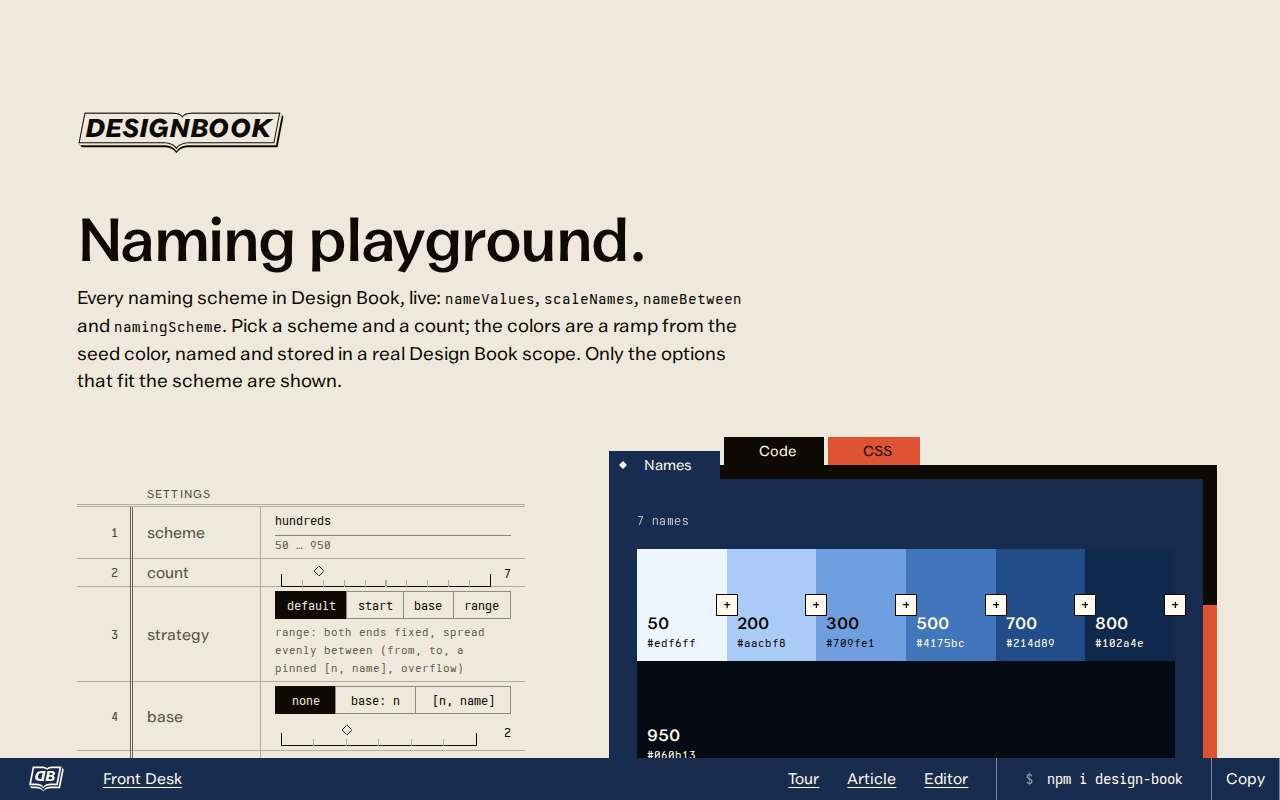 DESIGNBOOK
Naming playground.
Every naming scheme in Design Book, live: nameValues, scaleNames, nameBetween
and namingScheme. Pick a scheme and a count; the colors are a ramp from the
seed color, named and stored in a real Design Book scope. Only the options
that fit the scheme are shown.
SETTINGS
1 scheme hundreds
50 … 950
2 count 7
3 strategy default start base range
range: both ends fixed, spread
evenly between (from, to, a
pinned [n, name], overflow)
4 base none base: n [n, name]
2
Names Code CSS
7 names
+ + + + + +
50 200 300 500 700 800
#edf6ff #aacbf8 #709fe1 #4175bc #214d89 #102a4e
950
#060b13
DB Front Desk Tour Article Editor $ npm i design-book Copy